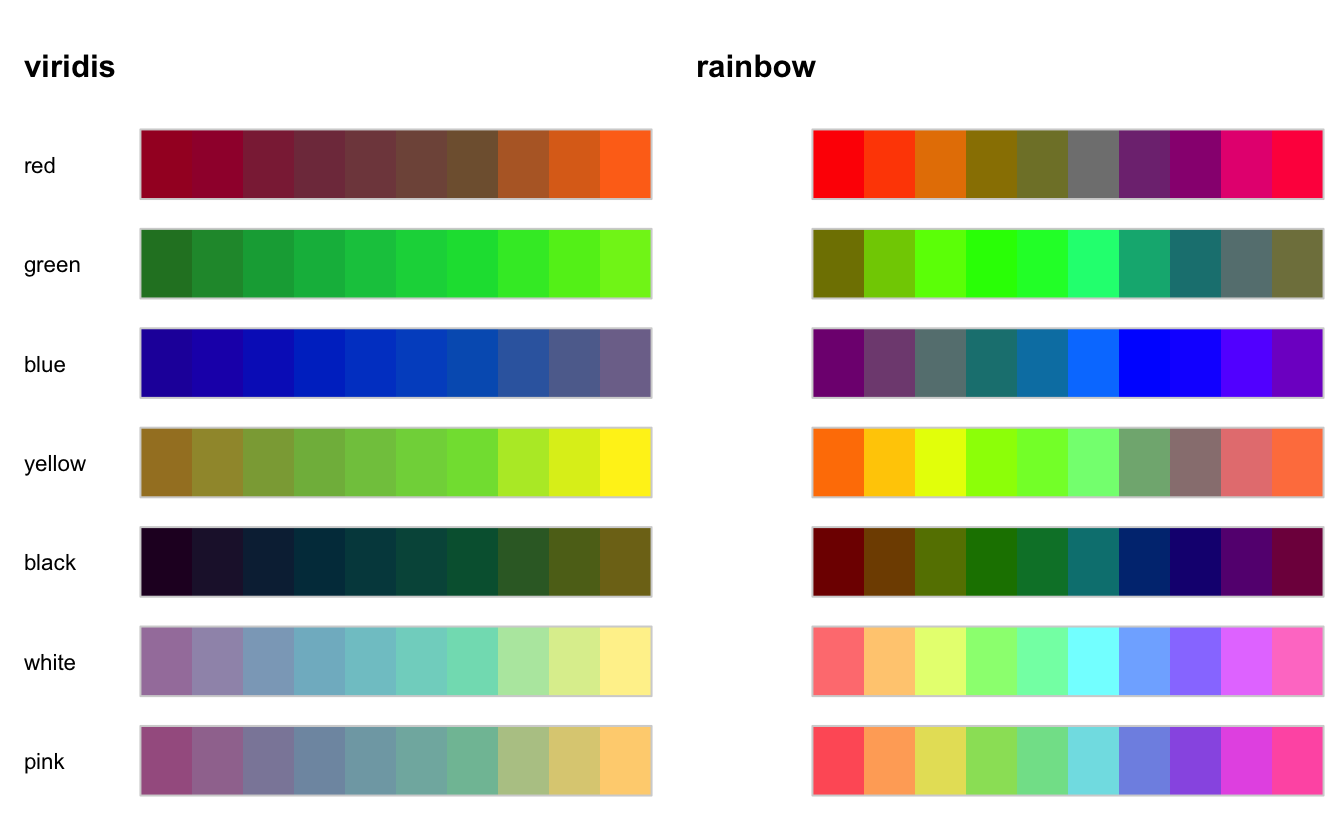 viridis
rainbow
red
green
blue
yellow
black
white
pink